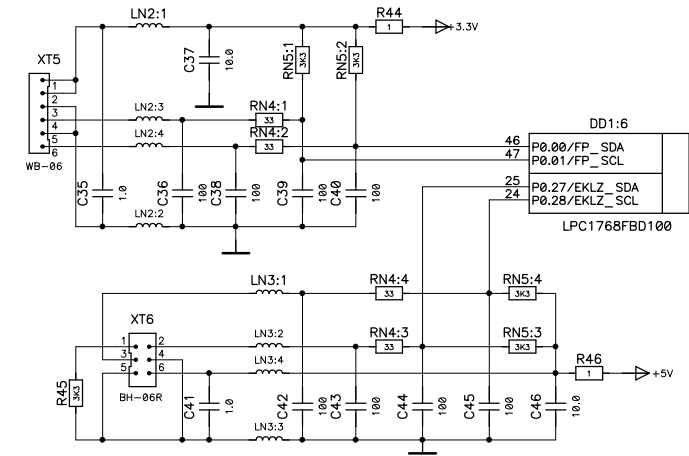 LN2:1
R44
1
+3.3V
XT5
C37
10.0
RN5:1
3K3
RN5:2
3K3
1
2
3
4
5
6
WB-06
LN2:3
RN4:1
33
LN2:4
RN4:2
33
DD1:6
46
P0.00/FP_SDA
47
P0.01/FP_SCL
25
P0.27/EKLZ_SDA
24
P0.28/EKLZ_SCL
LPC1768FBD100
C35
1.0
C36
100
C38
100
C39
100
C40
100
LN2:2
LN3:1
RN4:4
33
RN5:4
3K3
XT6
1
2
3
4
5
6
BH-06R
LN3:2
RN4:3
33
RN5:3
3K3
LN3:4
R46
1
+5V
R45
3K3
C41
1.0
C42
100
C43
100
C44
100
C45
100
C46
10.0
LN3:3